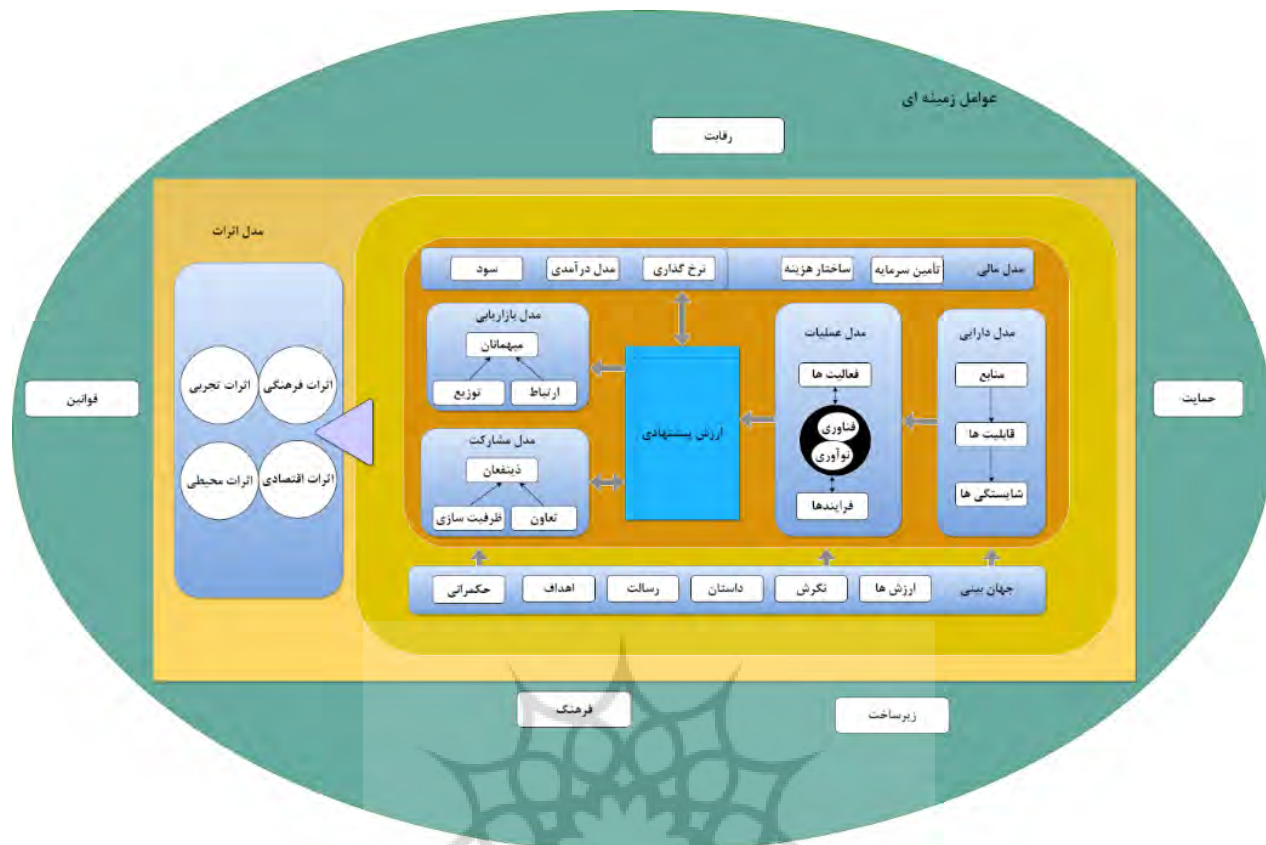 عوامل زمینه ای
رقابت
مدل اثرات
مدل مالی
تأمین سرمایه
ساختار هزینه
نرخ گذاری
مدل درآمدی
سود
مدل دارایی
منابع
قابلیت ها
شایستگی ها
مدل عملیات
فعالیت ها
فناوری
نوآوری
فرایندها
ارزش پیشنهادی
مدل بازاریابی
میهمانان
ارتباط
توزیع
مدل مشارکت
ذینفعان
تعاون
ظرفیت سازی
اثرات فرهنگی
اثرات تجربی
اثرات اقتصادی
اثرات محیطی
حمایت
قوانین
جهان بینی
ارزش ها
نگرش
داستان
رسالت
اهداف
حکمرانی
فرهنگ
زیرساخت